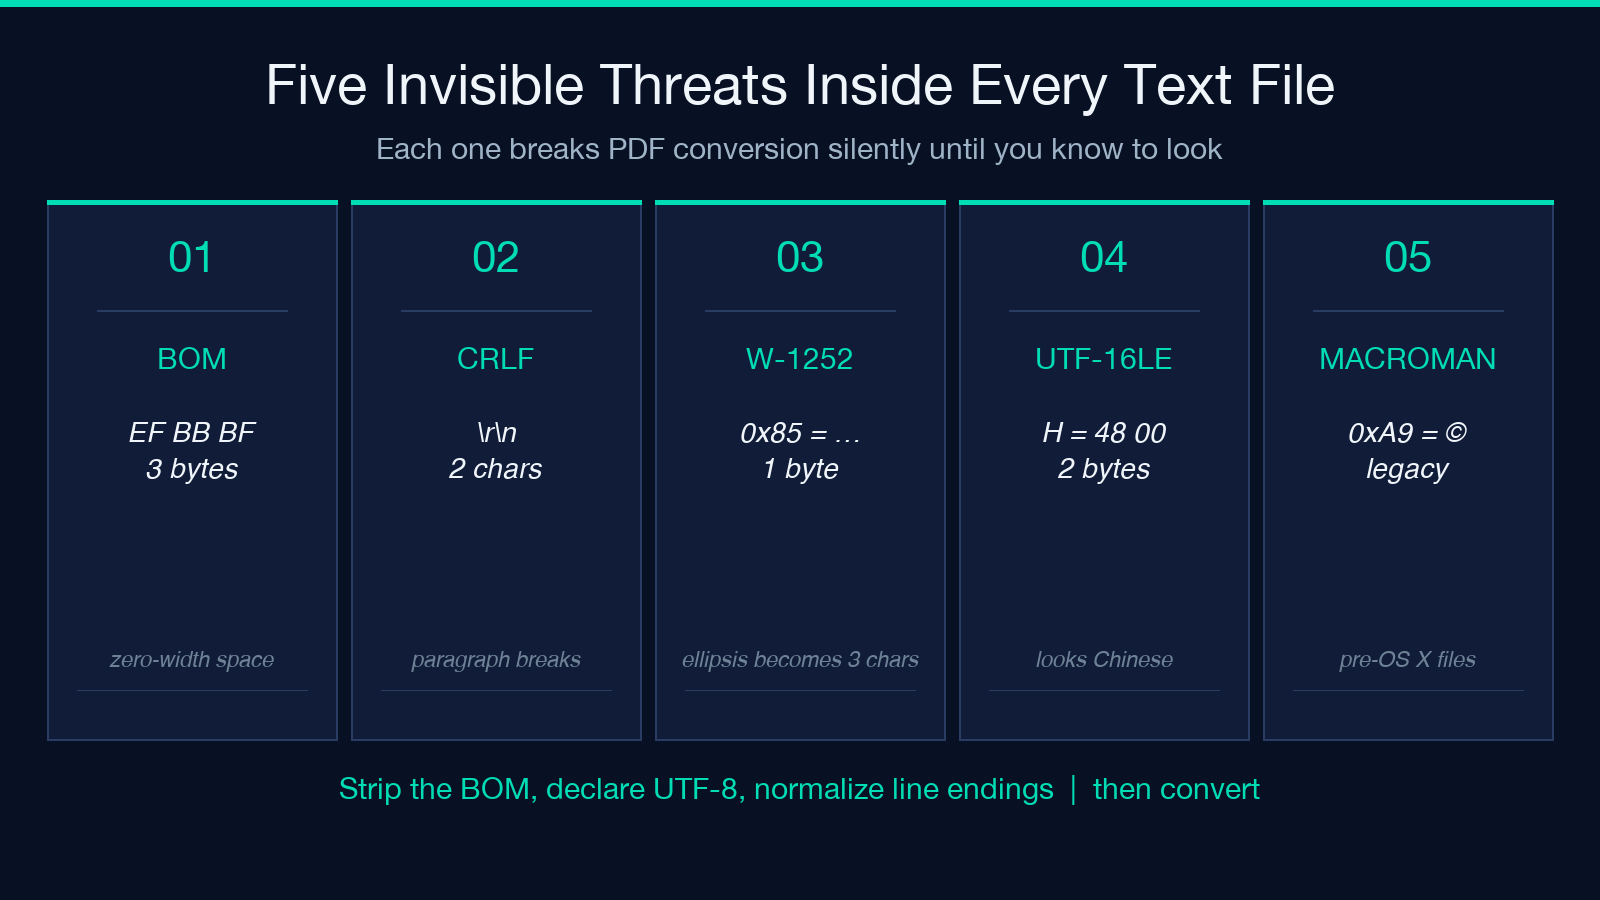 Five Invisible Threats Inside Every Text File
Each one breaks PDF conversion silently until you know to look
01
BOM
EF BB BF
3 bytes
zero-width space
02
CRLF
\r\n
2 chars
paragraph breaks
03
W-1252
0x85 = …
1 byte
ellipsis becomes 3 chars
04
UTF-16LE
H = 48 00
2 bytes
looks Chinese
05
MACROMAN
0xA9 = ©
legacy
pre-OS X files
Strip the BOM, declare UTF-8, normalize line endings | then convert